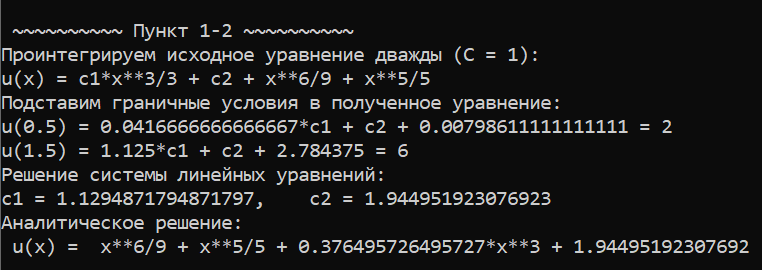 ~~~~~~~~~~ Пункт 1-2 ~~~~~~~~~~
Проинтегрируем исходное уравнение дважды (C = 1):
u(x) = c1*x**3/3 + c2 + x**6/9 + x**5/5
Подставим граничные условия в полученное уравнение:
u(0.5) = 0.0416666666666667*c1 + c2 + 0.00798611111111111 = 2
u(1.5) = 1.125*c1 + c2 + 2.784375 = 6
Решение системы линейных уравнений:
c1 = 1.1294871794871797,    c2 = 1.944951923076923
Аналитическое решение:
u(x) =  x**6/9 + x**5/5 + 0.376495726495727*x**3 + 1.94495192307692